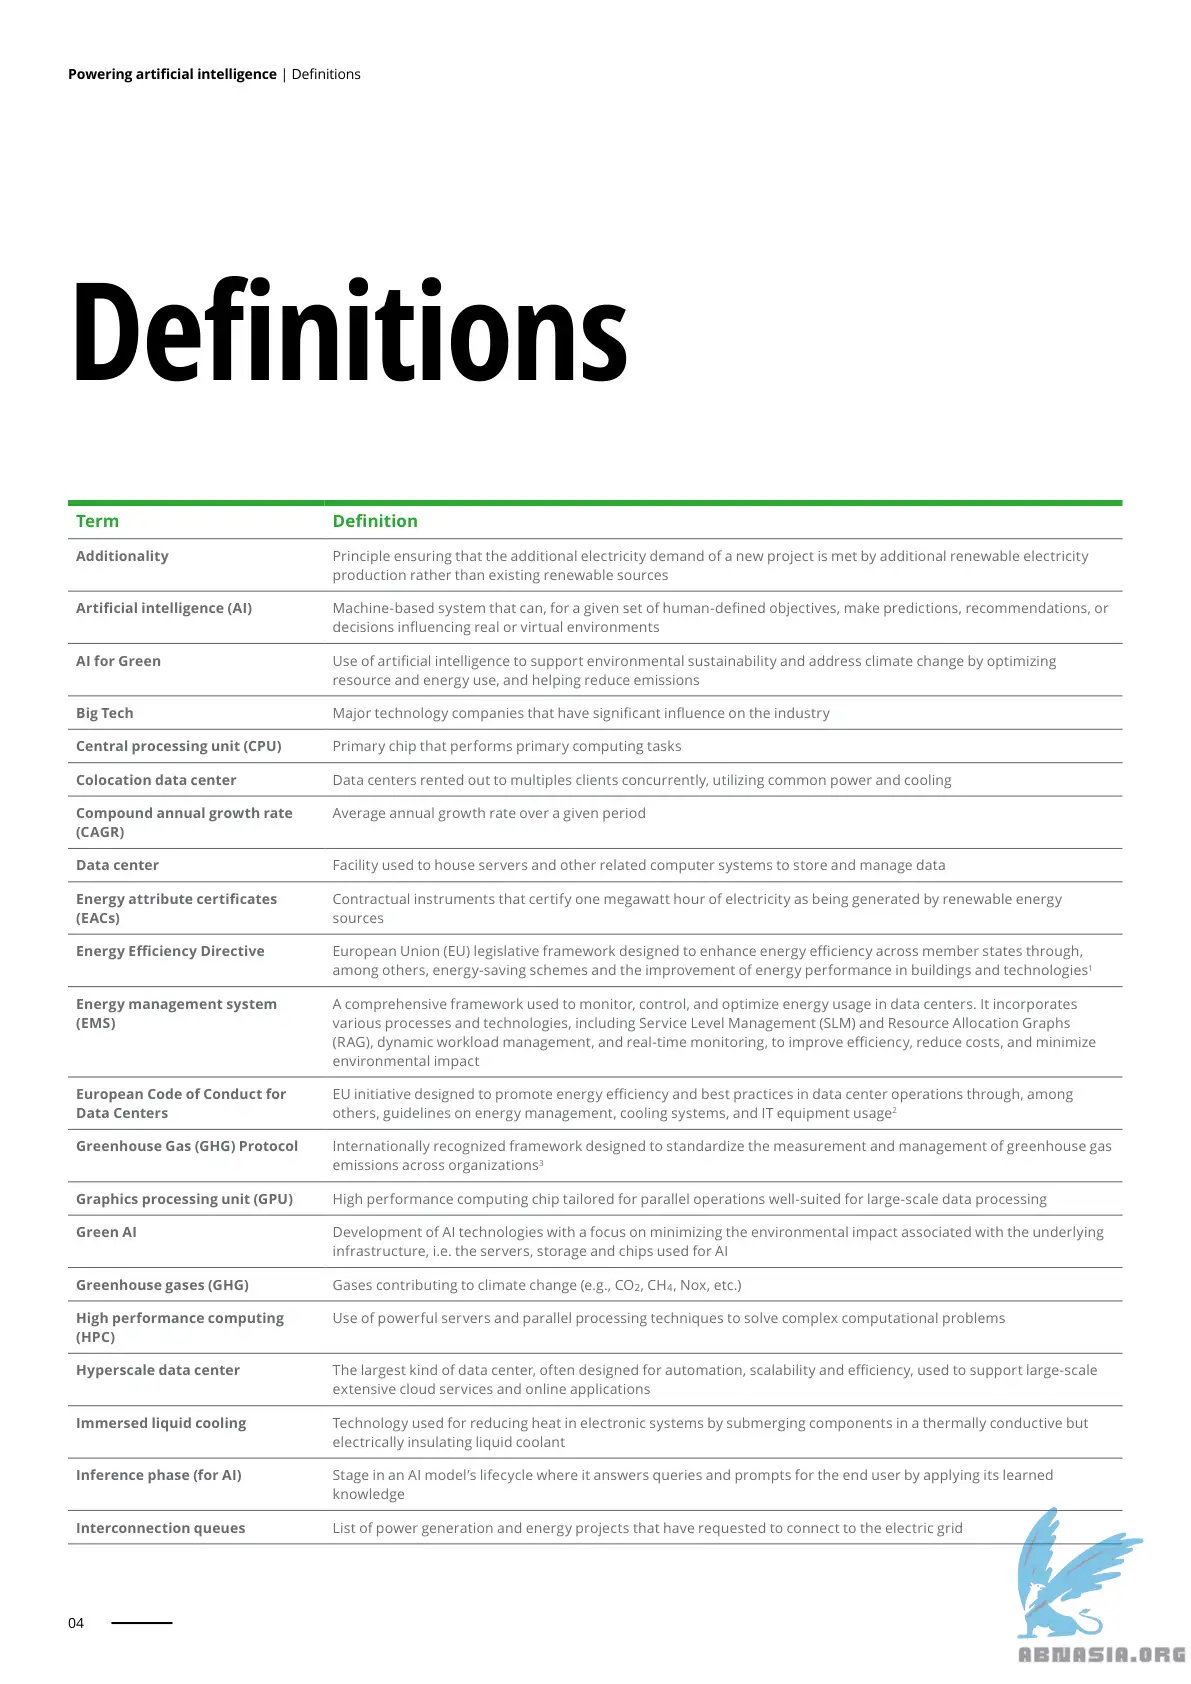 Powering artificial intelligence | Definitions
Definitions
Term Definition
Additionality Principle ensuring that the additional electricity demand of a new project is met by additional renewable electricity
production rather than existing renewable sources
Artificial intelligence (AI) Machine-based system that can, for a given set of human-defined objectives, make predictions, recommendations, or
decisions influencing real or virtual environments
AI for Green Use of artificial intelligence to support environmental sustainability and address climate change by optimizing
resource and energy use, and helping reduce emissions
Big Tech Major technology companies that have significant influence on the industry
Central processing unit (CPU) Primary chip that performs primary computing tasks
Colocation data center Data centers rented out to multiples clients concurrently, utilizing common power and cooling
Compound annual growth rate Average annual growth rate over a given period
(CAGR)
Data center Facility used to house servers and other related computer systems to store and manage data
Energy attribute certificates Contractual instruments that certify one megawatt hour of electricity as being generated by renewable energy
(EACs) sources
Energy Efficiency Directive European Union (EU) legislative framework designed to enhance energy efficiency across member states through,
among others, energy-saving schemes and the improvement of energy performance in buildings and technologies¹
Energy management system A comprehensive framework used to monitor, control, and optimize energy usage in data centers. It incorporates
(EMS) various processes and technologies, including Service Level Management (SLM) and Resource Allocation Graphs
(RAG), dynamic workload management, and real-time monitoring, to improve efficiency, reduce costs, and minimize
environmental impact
European Code of Conduct for EU initiative designed to promote energy efficiency and best practices in data center operations through, among
Data Centers others, guidelines on energy management, cooling systems, and IT equipment usage²
Greenhouse Gas (GHG) Protocol Internationally recognized framework designed to standardize the measurement and management of greenhouse gas
emissions across organizations³
Graphics processing unit (GPU) High performance computing chip tailored for parallel operations well-suited for large-scale data processing
Green AI Development of AI technologies with a focus on minimizing the environmental impact associated with the underlying
infrastructure, i.e. the servers, storage and chips used for AI
Greenhouse gases (GHG) Gases contributing to climate change (e.g., CO₂, CH₄, Nox, etc.)
High performance computing Use of powerful servers and parallel processing techniques to solve complex computational problems
(HPC)
Hyperscale data center The largest kind of data center, often designed for automation, scalability and efficiency, used to support large-scale
extensive cloud services and online applications
Immersed liquid cooling Technology used for reducing heat in electronic systems by submerging components in a thermally conductive but
electrically insulating liquid coolant
Inference phase (for AI) Stage in an AI model's lifecycle where it answers queries and prompts for the end user by applying its learned
knowledge
Interconnection queues List of power generation and energy projects that have requested to connect to the electric grid
04
ABNASIA.ORG